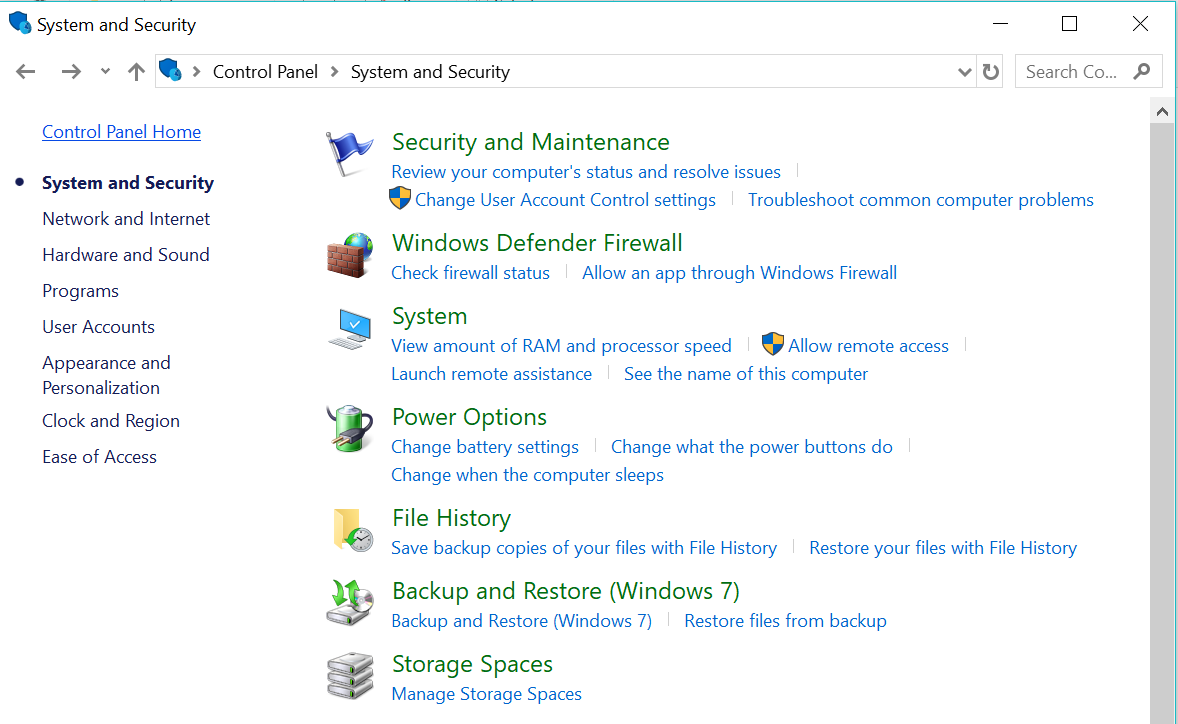 System and Security
Control Panel System and Security
Search Co...
Control Panel Home
System and Security
Network and Internet
Hardware and Sound
Programs
User Accounts
Appearance and
Personalization
Clock and Region
Ease of Access
Security and Maintenance
Review your computer's status and resolve issues
Change User Account Control settings Troubleshoot common computer problems
Windows Defender Firewall
Check firewall status Allow an app through Windows Firewall
System
View amount of RAM and processor speed Allow remote access
Launch remote assistance See the name of this computer
Power Options
Change battery settings Change what the power buttons do
Change when the computer sleeps
File History
Save backup copies of your files with File History Restore your files with File History
Backup and Restore (Windows 7)
Backup and Restore (Windows 7) Restore files from backup
Storage Spaces
Manage Storage Spaces